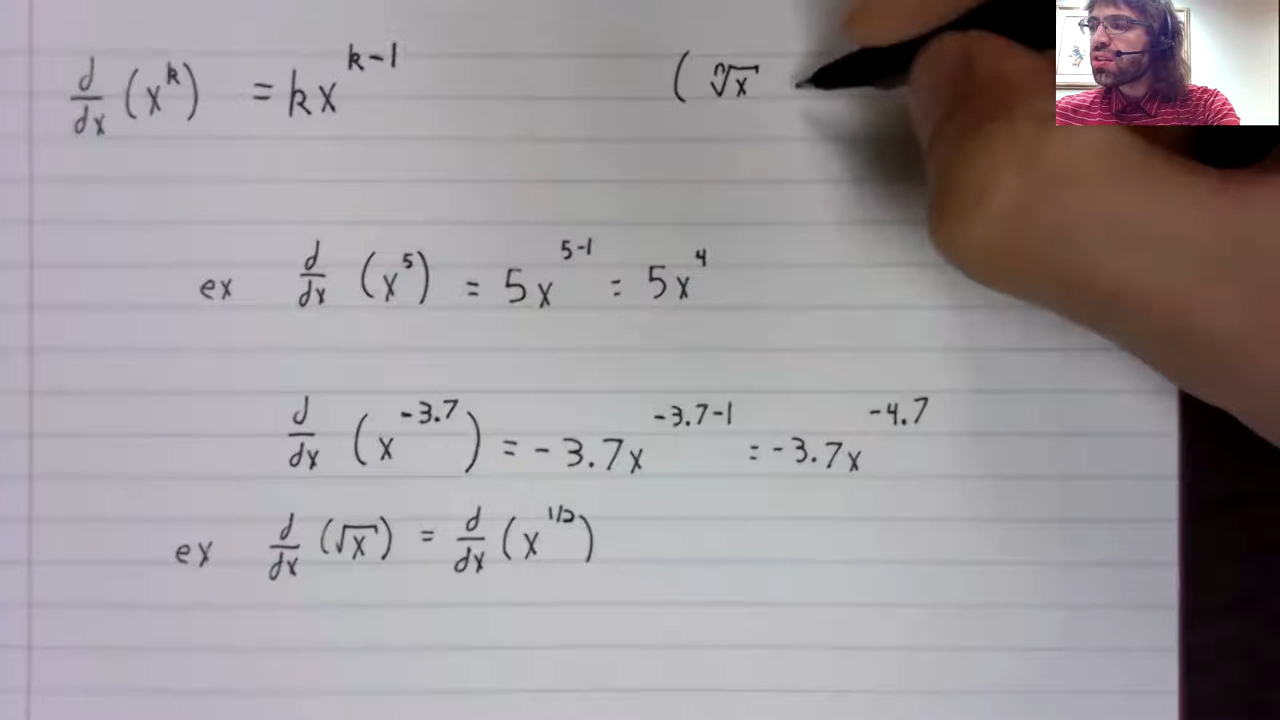 d/dx (x^k) = kx^(k-1) ( ⁿ√x
ex d/dx (x^5) = 5x^(5-1) = 5x^4
d/dx (x^(-3.7)) = -3.7x^(-3.7-1) = -3.7x^(-4.7)
ex d/dx (√x) = d/dx (x^(1/2))